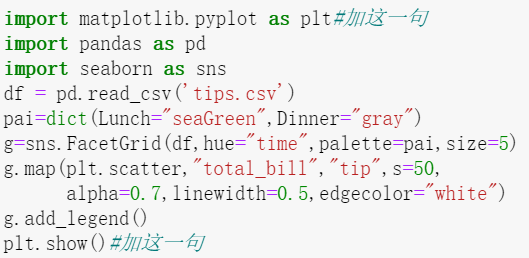 import matplotlib.pyplot as plt#加这一句
import pandas as pd
import seaborn as sns
df = pd.read_csv('tips.csv')
pai=dict(Lunch="seaGreen",Dinner="gray")
g=sns.FacetGrid(df,hue="time",palette=pai,size=5)
g.map(plt.scatter,"total_bill","tip",s=50,
      alpha=0.7,linewidth=0.5,edgecolor="white")
g.add_legend()
plt.show()#加这一句